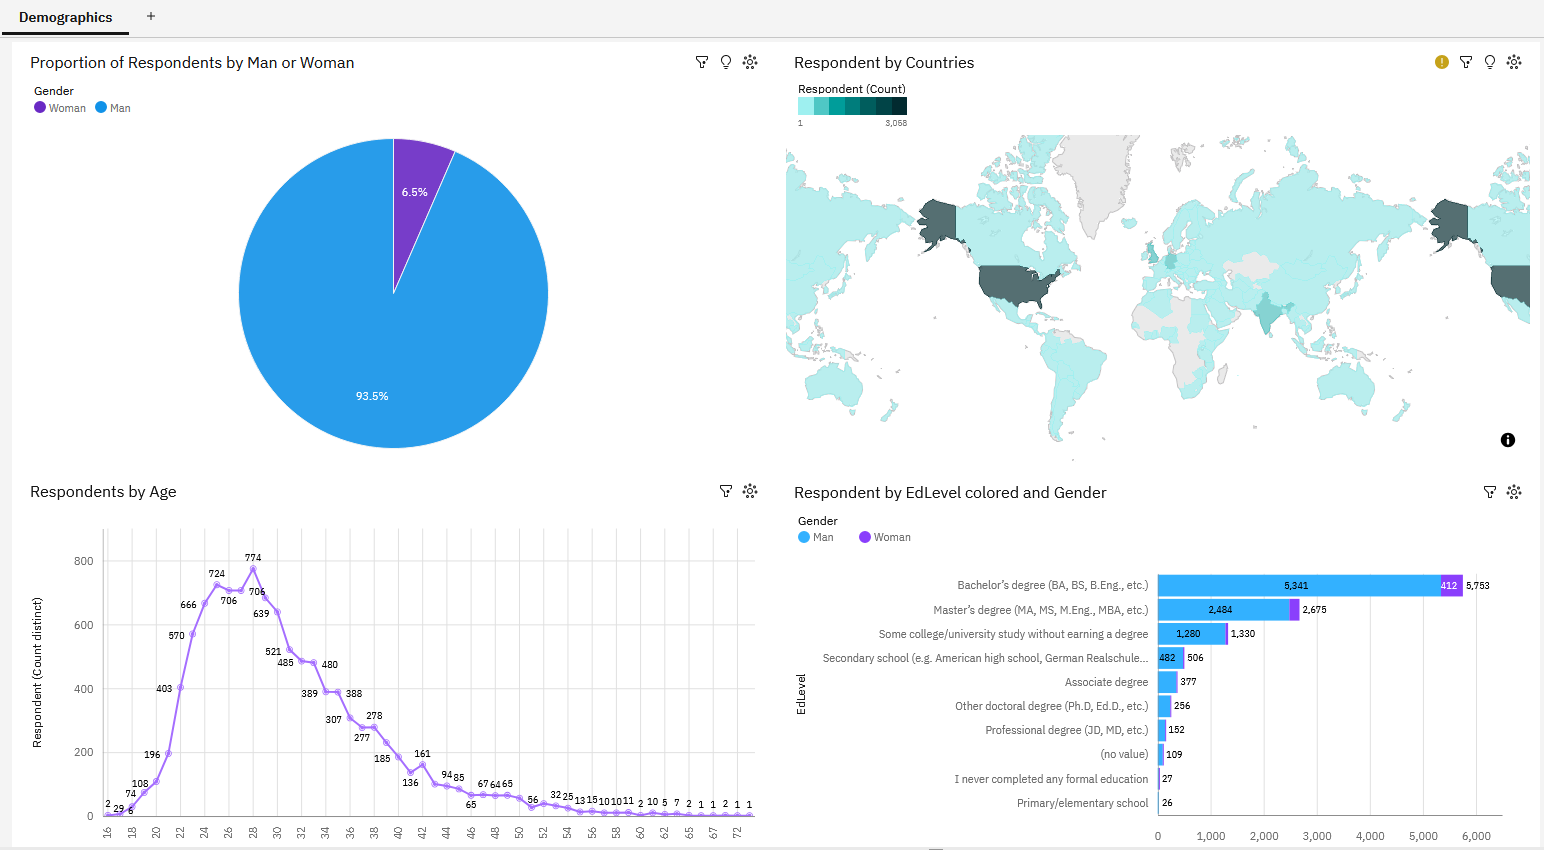 Demographics +
Proportion of Respondents by Man or Woman
Gender
Woman Man
6.5%
93.5%
Respondent by Countries
Respondent (Count)
1 3,058
Respondents by Age
Respondent (Count distinct)
800
600
400
200
0
2 29 6 74 108 196 403 570 666 724 706 774 706 639 521 485 480 389 388 307 277 278 185 136 161 94 85 65 67 64 65 56 32 25 13 15 10 10 11 2 10 5 7 2 1 1 2 1 1
16 18 20 22 24 26 28 30 32 34 36 38 40 42 44 46 48 50 52 54 56 58 60 62 65 67 72
Respondent by EdLevel colored and Gender
Gender
Man Woman
EdLevel
Bachelor's degree (BA, BS, B.Eng., etc.) 5,341 412 5,753
Master's degree (MA, MS, M.Eng., MBA, etc.) 2,484 2,675
Some college/university study without earning a degree 1,280 1,330
Secondary school (e.g. American high school, German Realschule... 482 506
Associate degree 377
Other doctoral degree (Ph.D, Ed.D., etc.) 256
Professional degree (JD, MD, etc.) 152
(no value) 109
I never completed any formal education 27
Primary/elementary school 26
0 1,000 2,000 3,000 4,000 5,000 6,000